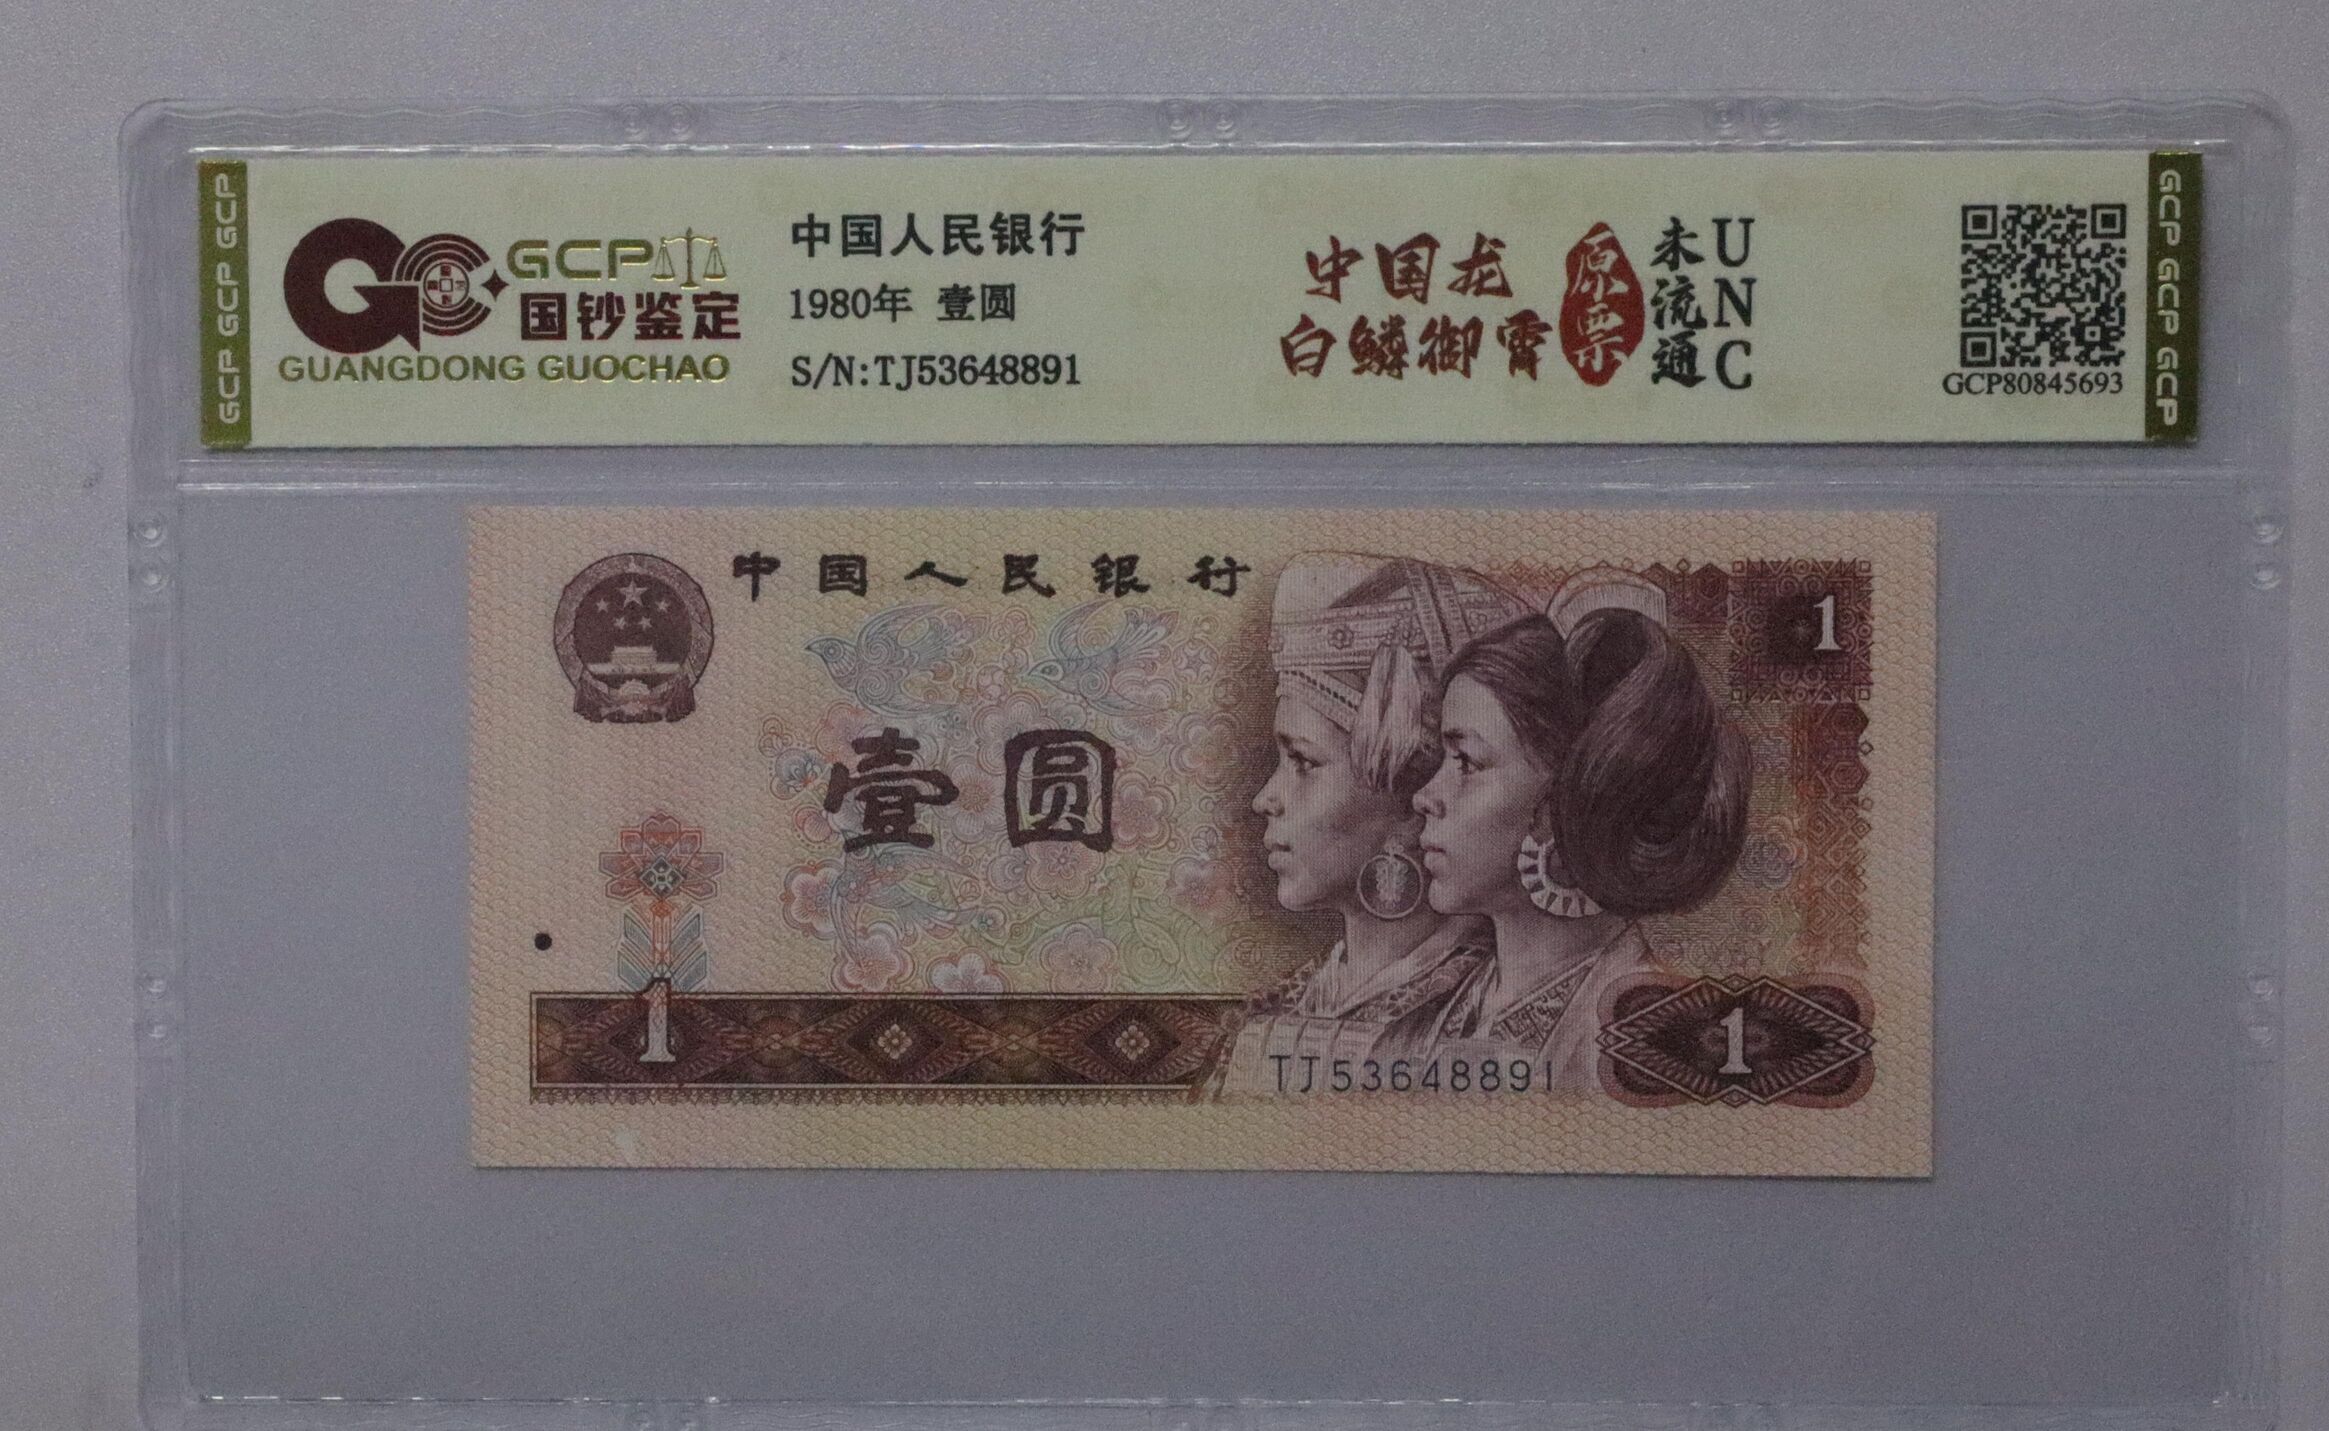 GCP GCP GCP
GCP
国钞鉴定
GUANGDONG GUOCHAO
中国人民银行
1980年 壹圆
S/N:TJ53648891
中国龙
白鳞御霄
原票
未流通
UNC
GCP80845693
GCP GCP GCP
中国人民银行
1
壹圆
1
1
TJ53648891